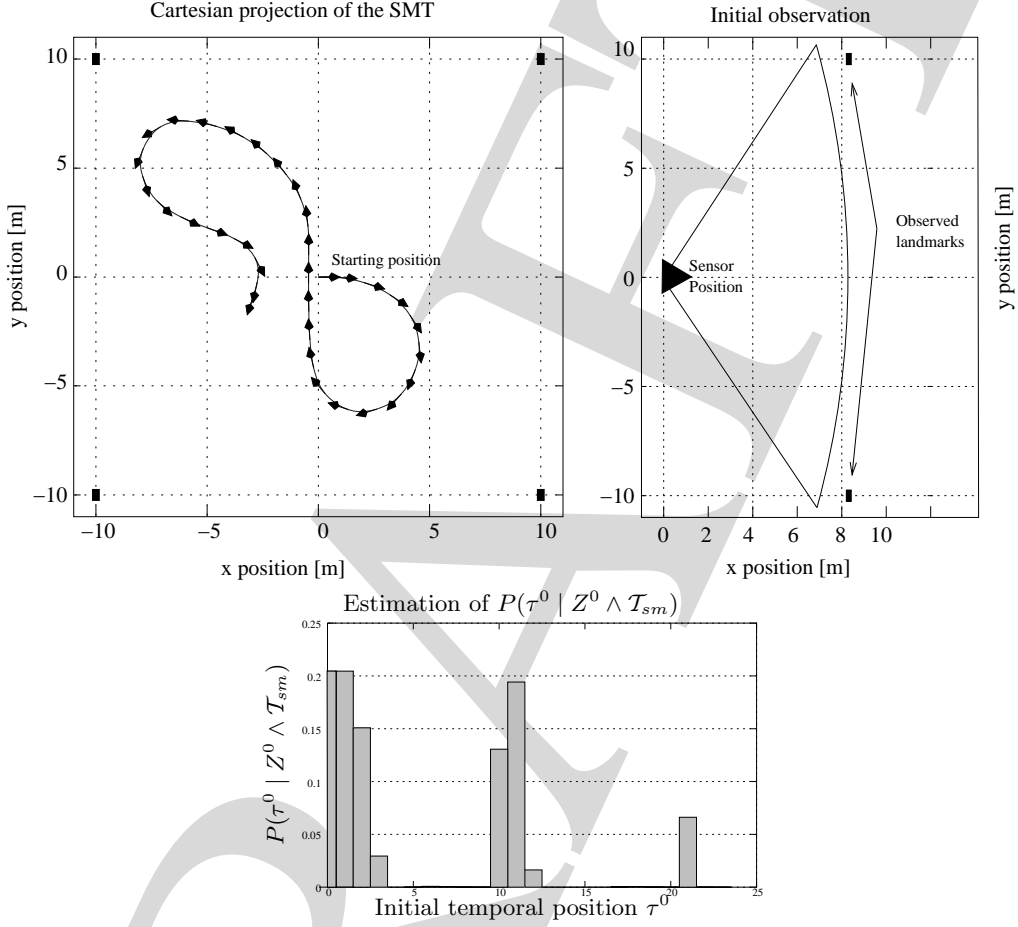 Cartesian projection of the SMT
10
5
0
−5
−10
−10
−5
0
5
10
x position [m]
y position [m]
Starting position
Initial observation
10
5
0
−5
−10
0
2
4
6
8
10
x position [m]
y position [m]
Sensor
Position
Observed
landmarks
Estimation of P(τ⁰ | Z⁰ ∧ 𝒯ₛₘ)
0.25
0.2
0.15
0.1
0.05
0
0
5
10
15
20
25
P(τ⁰ | Z⁰ ∧ 𝒯ₛₘ)
Initial temporal position τ⁰